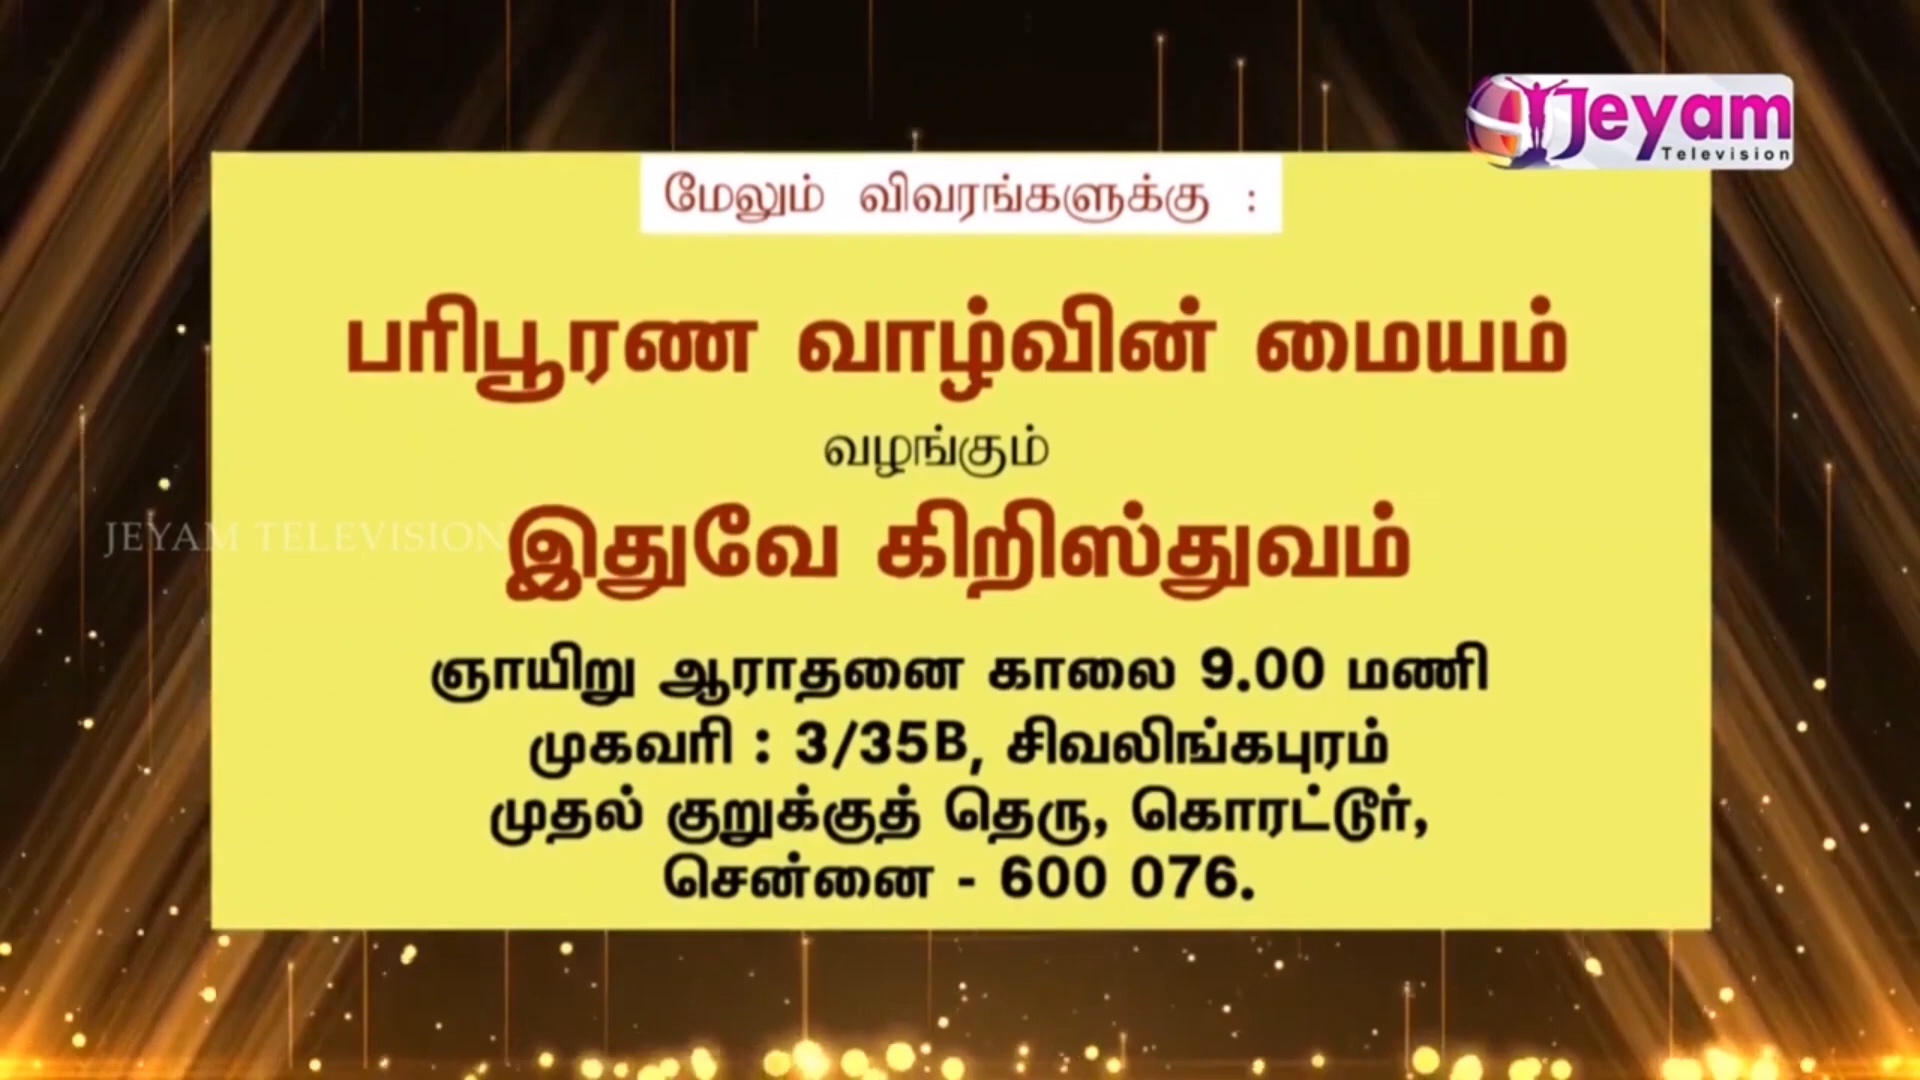 Jeyam
Television
மேலும் விவரங்களுக்கு :
பரிபூரண வாழ்வின் மையம்
வழங்கும்
JEYAM TELEVISION
இதுவே கிறிஸ்துவம்
ஞாயிறு ஆராதனை காலை 9.00 மணி
முகவரி : 3/35B, சிவலிங்கபுரம்
முதல் குறுக்குத் தெரு, கொரட்டூர்,
சென்னை - 600 076.